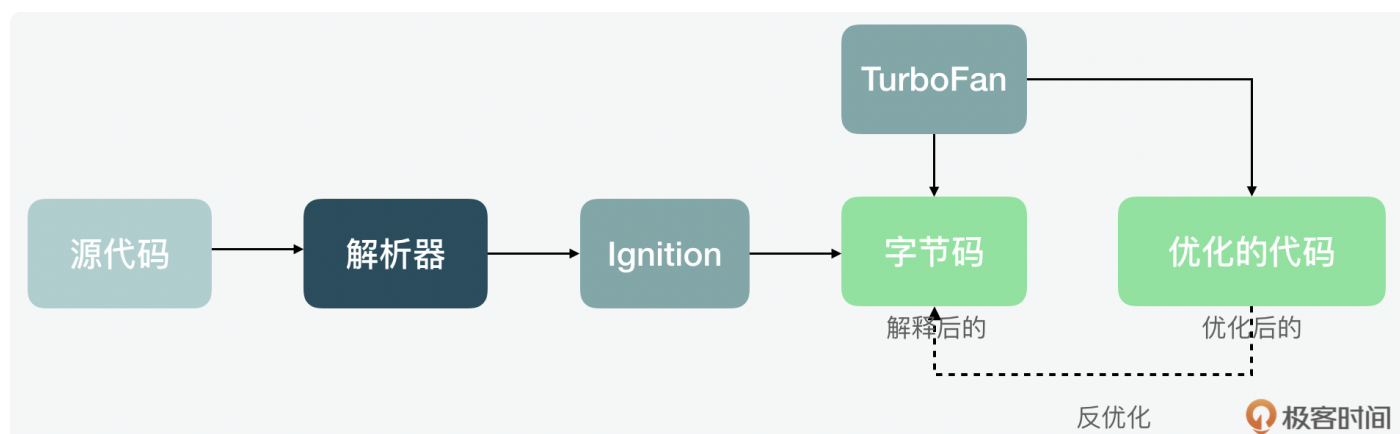 TurboFan
源代码
解析器
Ignition
字节码
优化的代码
解释后的
优化后的
反优化
极客时间